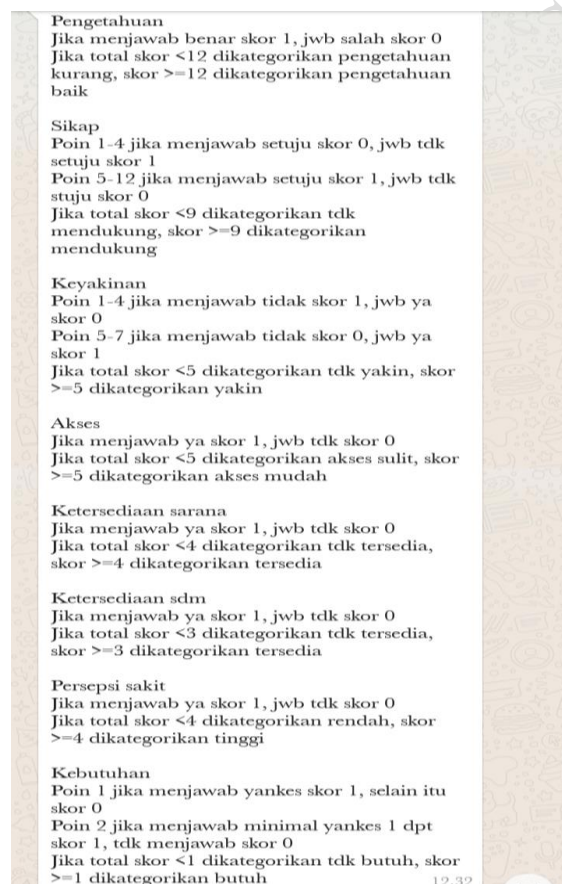 Pengetahuan
Jika menjawab benar skor 1, jwb salah skor 0
Jika total skor <12 dikategorikan pengetahuan
kurang, skor >=12 dikategorikan pengetahuan
baik
Sikap
Poin 1-4 jika menjawab setuju skor 0, jwb tdk
setuju skor 1
Poin 5-12 jika menjawab setuju skor 1, jwb tdk
stuju skor 0
Jika total skor <9 dikategorikan tdk
mendukung, skor >=9 dikategorikan
mendukung
Keyakinan
Poin 1-4 jika menjawab tidak skor 1, jwb ya
skor 0
Poin 5-7 jika menjawab tidak skor 0, jwb ya
skor 1
Jika total skor <5 dikategorikan tdk yakin, skor
>=5 dikategorikan yakin
Akses
Jika menjawab ya skor 1, jwb tdk skor 0
Jika total skor <5 dikategorikan akses sulit, skor
>=5 dikategorikan akses mudah
Ketersediaan sarana
Jika menjawab ya skor 1, jwb tdk skor 0
Jika total skor <4 dikategorikan tdk tersedia,
skor >=4 dikategorikan tersedia
Ketersediaan sdm
Jika menjawab ya skor 1, jwb tdk skor 0
Jika total skor <3 dikategorikan tdk tersedia,
skor >=3 dikategorikan tersedia
Persepsi sakit
Jika menjawab ya skor 1, jwb tdk skor 0
Jika total skor <4 dikategorikan rendah, skor
>=4 dikategorikan tinggi
Kebutuhan
Poin 1 jika menjawab yankes skor 1, selain itu
skor 0
Poin 2 jika menjawab minimal yankes 1 dpt
skor 1, tdk menjawab skor 0
Jika total skor <1 dikategorikan tdk butuh, skor
>=1 dikategorikan butuh
12.32